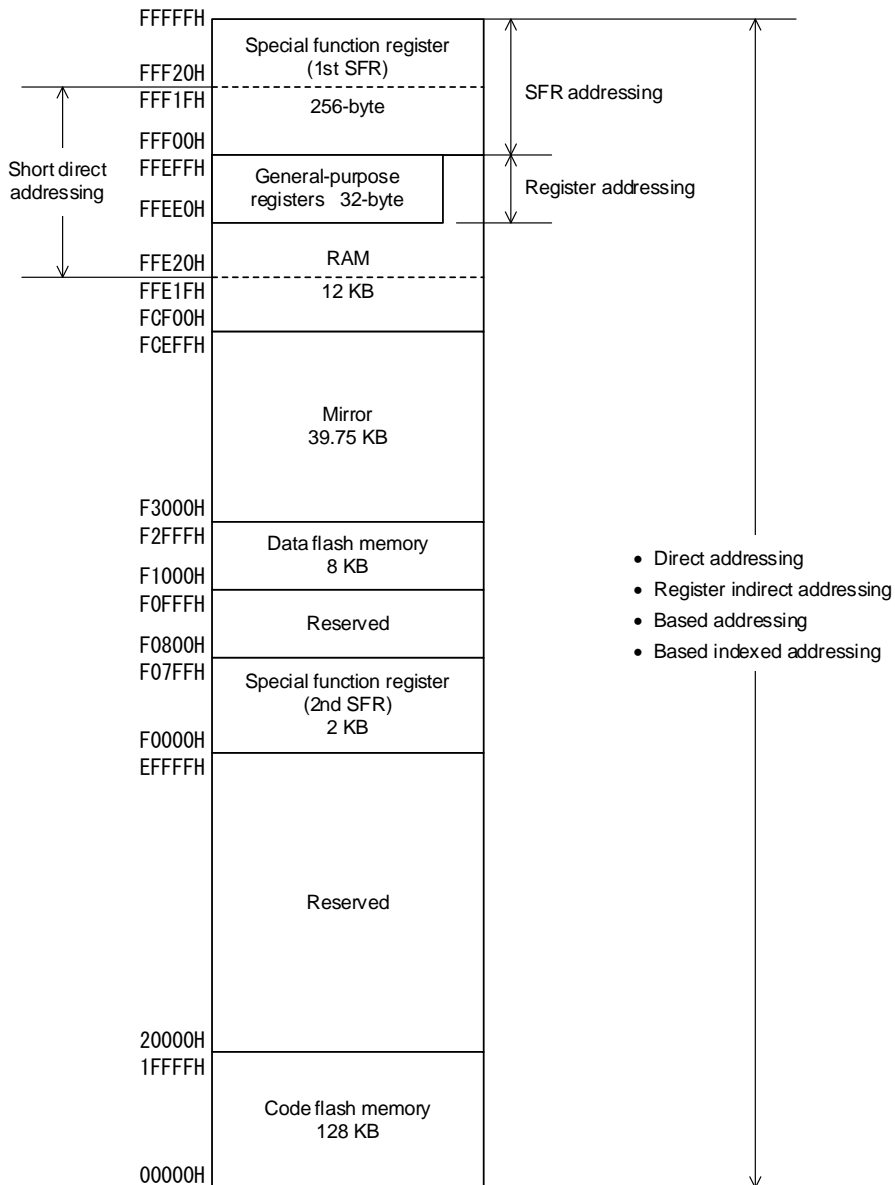 FFFFFH
Special function register
(1st SFR)
256-byte
FFF20H
FFF1FH
FFF00H
SFR addressing
Short direct
addressing
FFEFFH
General-purpose
registers 32-byte
FFEE0H
Register addressing
RAM
12 KB
FFE20H
FFE1FH
FCF00H
FCEFFH
Mirror
39.75 KB
F3000H
F2FFFH
Data flash memory
8 KB
F1000H
F0FFFH
Reserved
F0800H
F07FFH
Special function register
(2nd SFR)
2 KB
F0000H
EFFFFH
Reserved
20000H
1FFFFH
Code flash memory
128 KB
00000H
• Direct addressing
• Register indirect addressing
• Based addressing
• Based indexed addressing